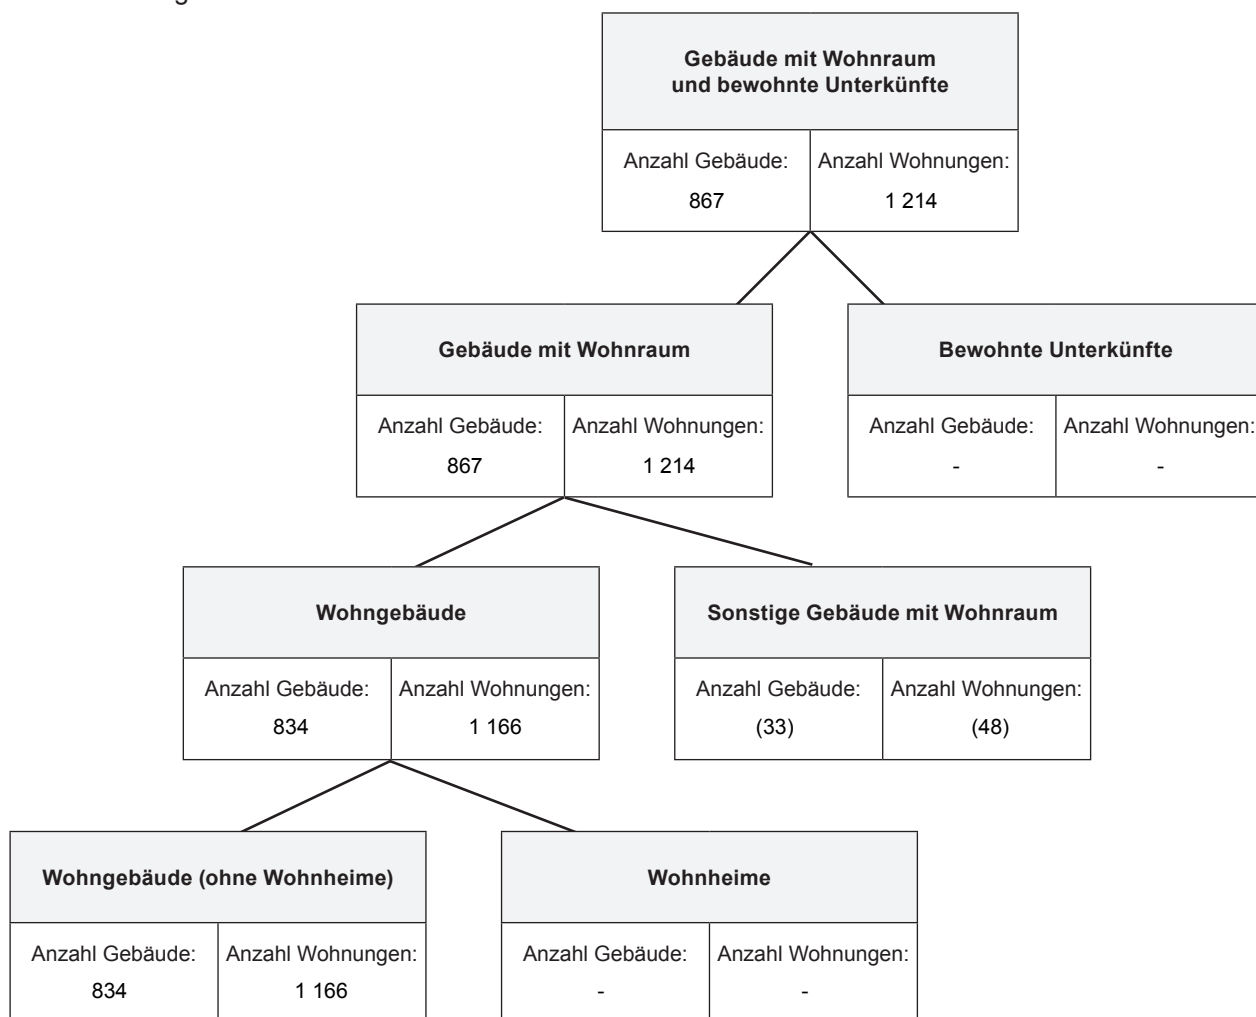 Gebäude mit Wohnraum
und bewohnte Unterkünfte
Anzahl Gebäude: Anzahl Wohnungen:
867 1 214
Gebäude mit Wohnraum
Anzahl Gebäude: Anzahl Wohnungen:
867 1 214
Bewohnte Unterkünfte
Anzahl Gebäude: Anzahl Wohnungen:
- -
Wohngebäude
Anzahl Gebäude: Anzahl Wohnungen:
834 1 166
Sonstige Gebäude mit Wohnraum
Anzahl Gebäude: Anzahl Wohnungen:
(33) (48)
Wohngebäude (ohne Wohnheime)
Anzahl Gebäude: Anzahl Wohnungen:
834 1 166
Wohnheime
Anzahl Gebäude: Anzahl Wohnungen:
- -